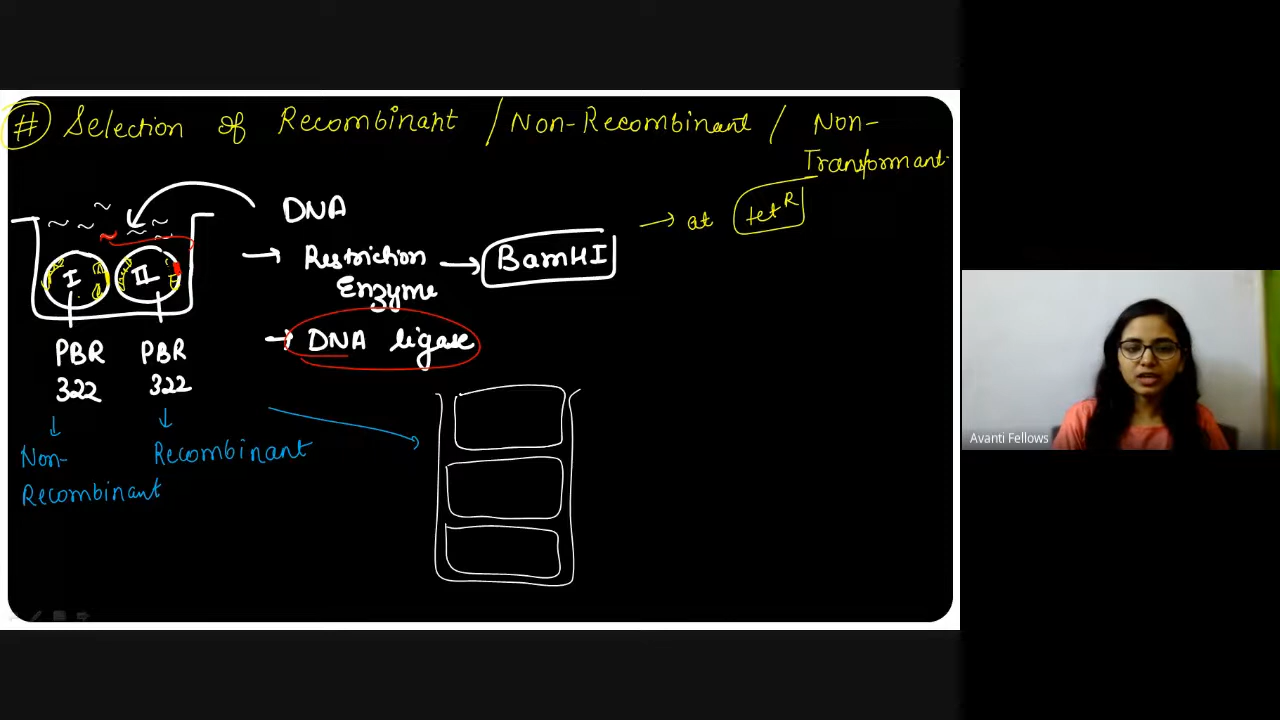 # Selection of Recombinant / Non-Recombinant / Non-
Transformant
DNA
→ at tet^R
→ Restriction → BamHI
Enzyme
I II
→ DNA ligase
PBR PBR
322 322
Non- Recombinant
Recombinant
Avanti Fellows